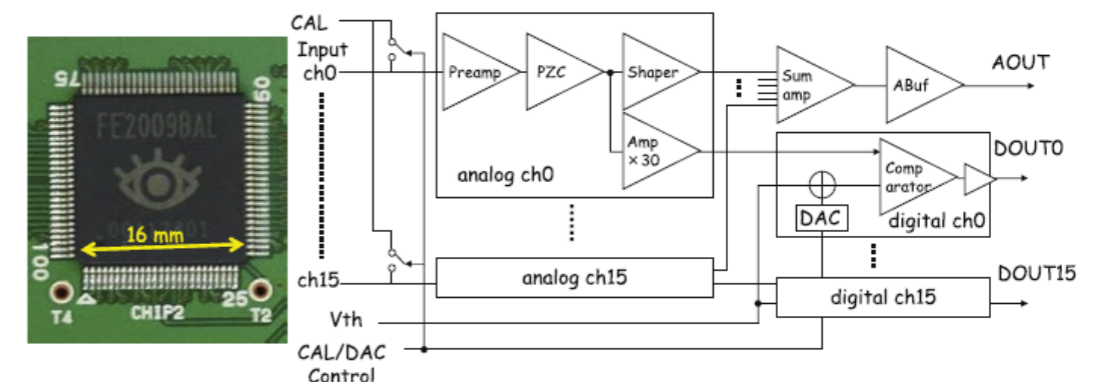 75
60
FE2009BAL
16 mm
100
25
T4
CHIP2
T2
CAL
Input
ch0
Preamp
PZC
Shaper
Amp
×30
analog ch0
Sum
amp
ABuf
AOUT
DOUT0
Comp
arator
DAC
digital ch0
ch15
analog ch15
digital ch15
DOUT15
Vth
CAL/DAC
Control